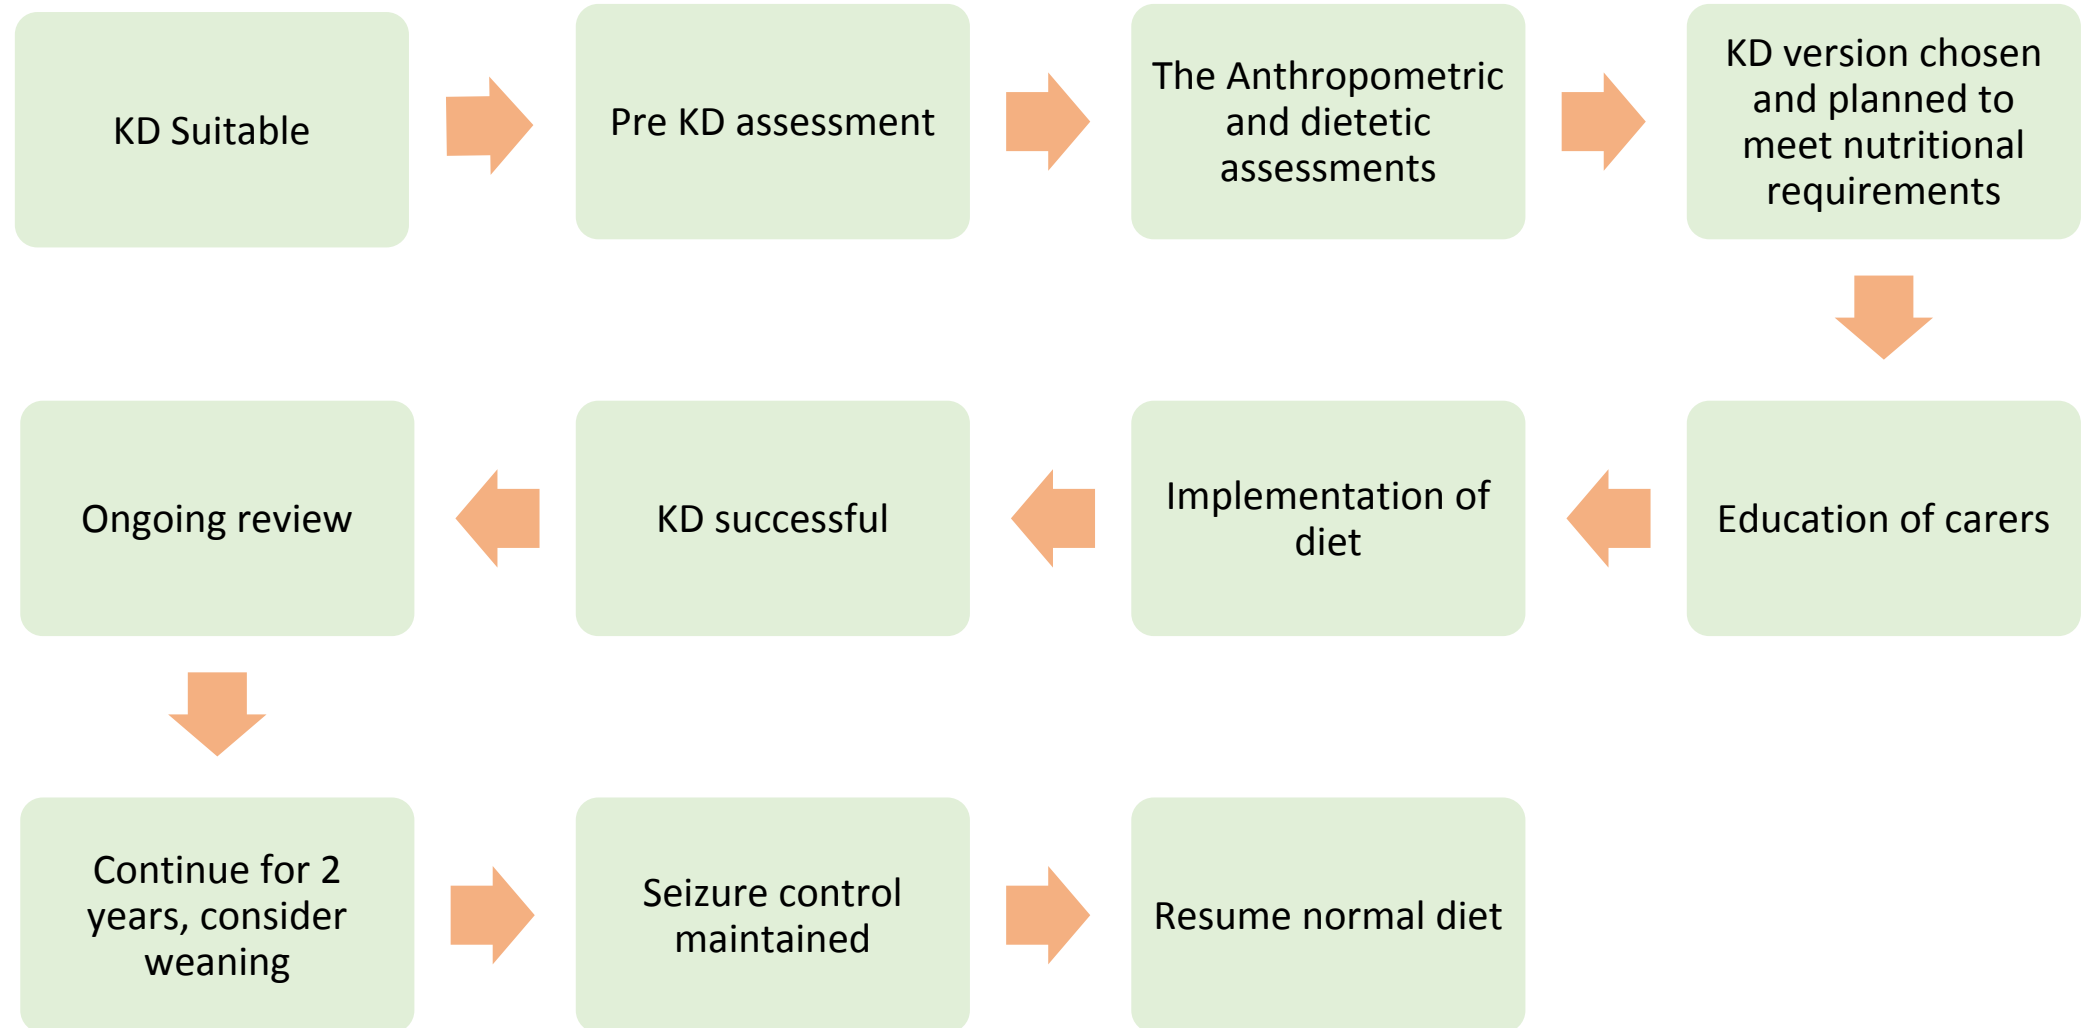 KD Suitable
Pre KD assessment
The Anthropometric
and dietetic
assessments
KD version chosen
and planned to
meet nutritional
requirements
Education of carers
Implementation of
diet
KD successful
Ongoing review
Continue for 2
years, consider
weaning
Seizure control
maintained
Resume normal diet